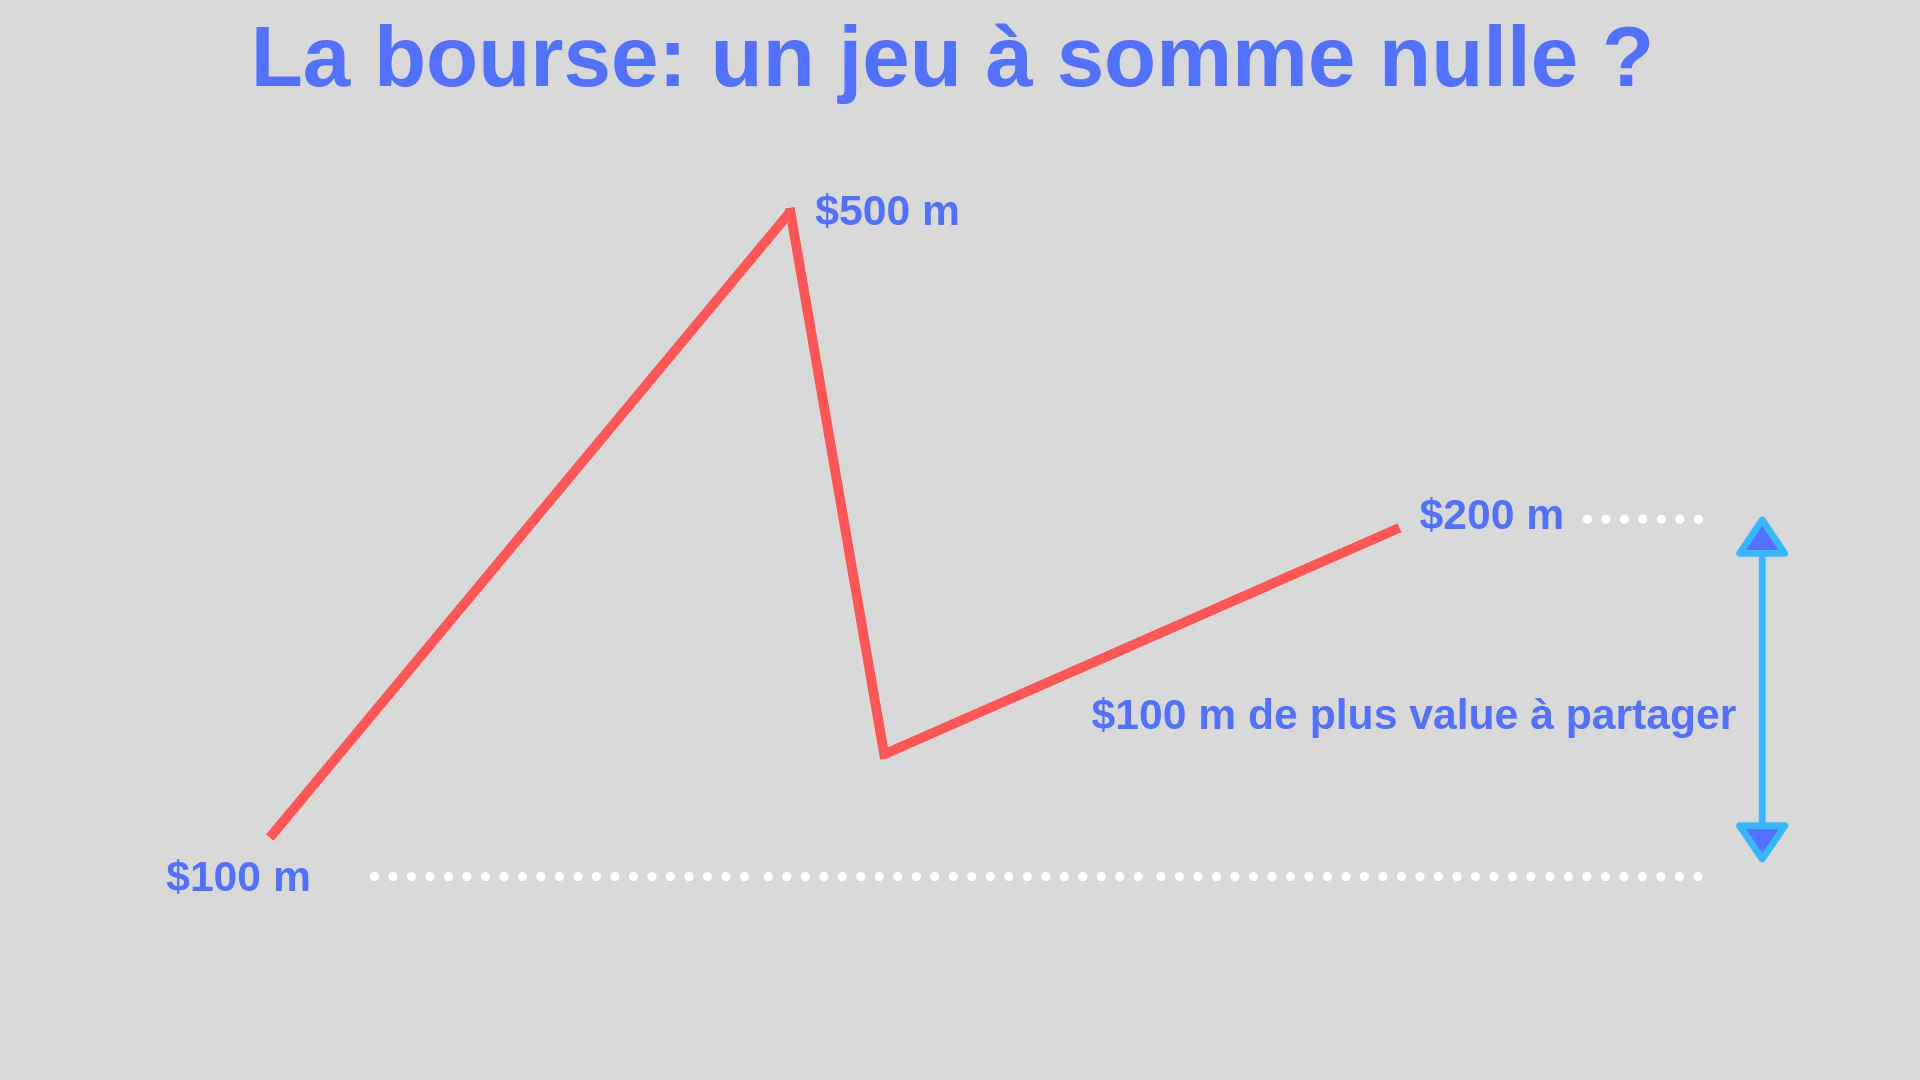 La bourse: un jeu à somme nulle ?
$500 m
$200 m
$100 m de plus value à partager
$100 m